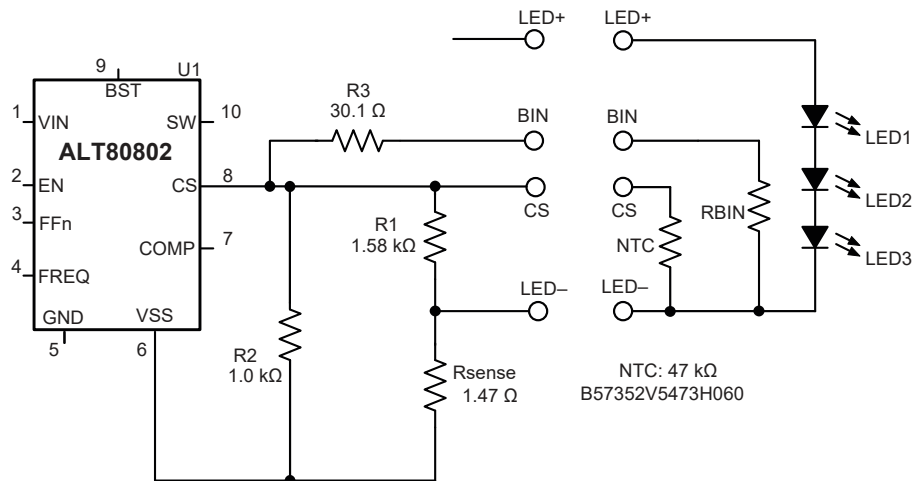 LED+
LED+
9
U1
BST
R3
30.1 Ω
BIN
BIN
1
VIN
SW
10
ALT80802
LED1
2
EN
CS
8
CS
CS
LED2
3
FFn
R1
1.58 kΩ
NTC
RBIN
COMP
7
LED3
4
FREQ
LED–
LED–
GND
VSS
5
6
R2
1.0 kΩ
Rsense
1.47 Ω
NTC: 47 kΩ
B57352V5473H060